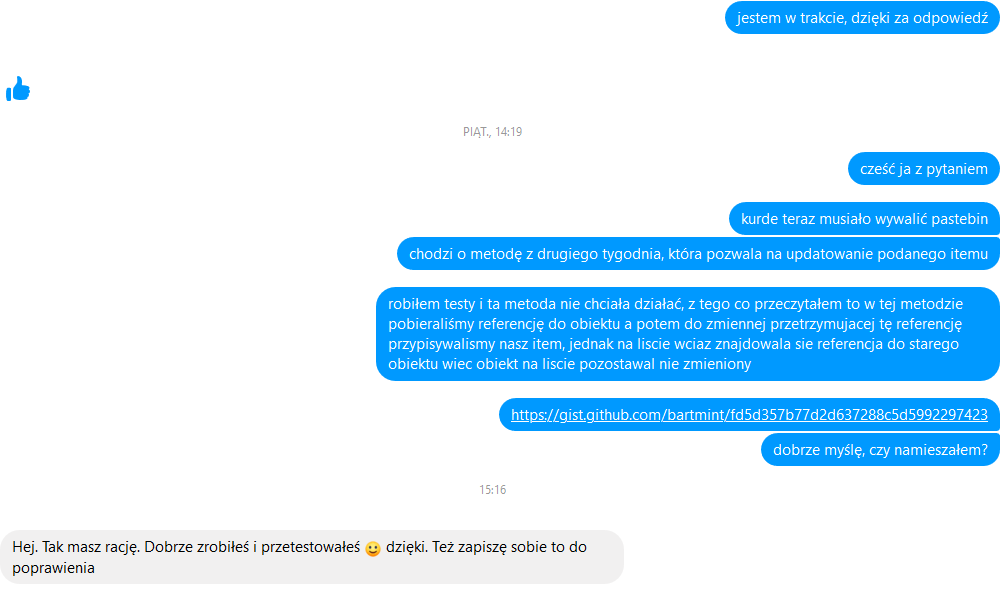 jestem w trakcie, dzięki za odpowiedź
PIĄT., 14:19
cześć ja z pytaniem
kurde teraz musiało wywalić pastebin
chodzi o metodę z drugiego tygodnia, która pozwala na updatowanie podanego itemu
robiłem testy i ta metoda nie chciała działać, z tego co przeczytałem to w tej metodzie
pobieraliśmy referencję do obiektu a potem do zmiennej przetrzymujacej tę referencję
przypisywalismy nasz item, jednak na liscie wciaz znajdowala sie referencja do starego
obiektu wiec obiekt na liscie pozostawal nie zmieniony
https://gist.github.com/bartmint/fd5d357b77d2d637288c5d5992297423
dobrze myślę, czy namieszałem?
15:16
Hej. Tak masz rację. Dobrze zrobiłeś i przetestowałeś 😀 dzięki. Też zapiszę sobie to do
poprawienia